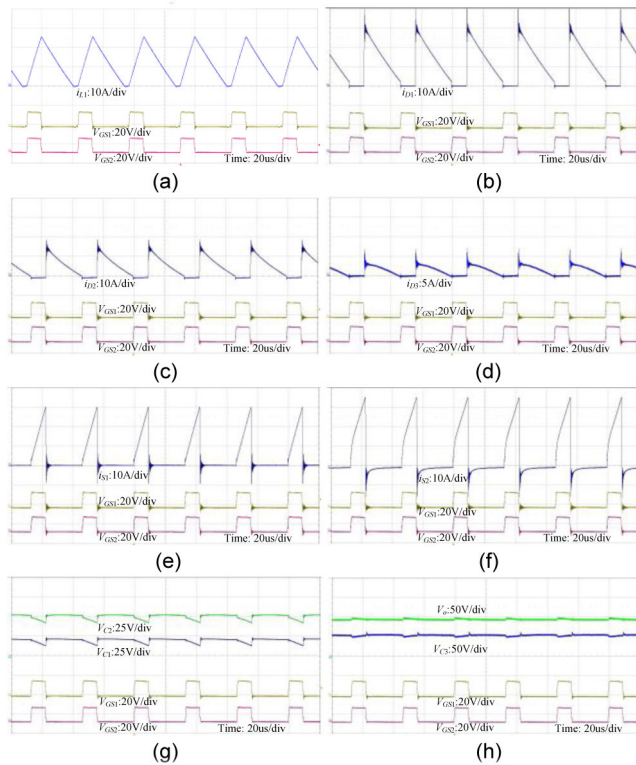 iL1:10A/div
VGS1:20V/div
VGS2:20V/div Time: 20us/div
(a)
iD1:10A/div
VGS1:20V/div
VGS2:20V/div Time: 20us/div
(b)
iD2:10A/div
VGS1:20V/div
VGS2:20V/div Time: 20us/div
(c)
iD3:5A/div
VGS1:20V/div
VGS2:20V/div Time: 20us/div
(d)
iS1:10A/div
VGS1:20V/div
VGS2:20V/div Time: 20us/div
(e)
iS2:10A/div
VGS1:20V/div
VGS2:20V/div Time: 20us/div
(f)
VC2:25V/div
VC1:25V/div
VGS1:20V/div
VGS2:20V/div Time: 20us/div
(g)
Vo:50V/div
VC3:50V/div
VGS1:20V/div
VGS2:20V/div Time: 20us/div
(h)